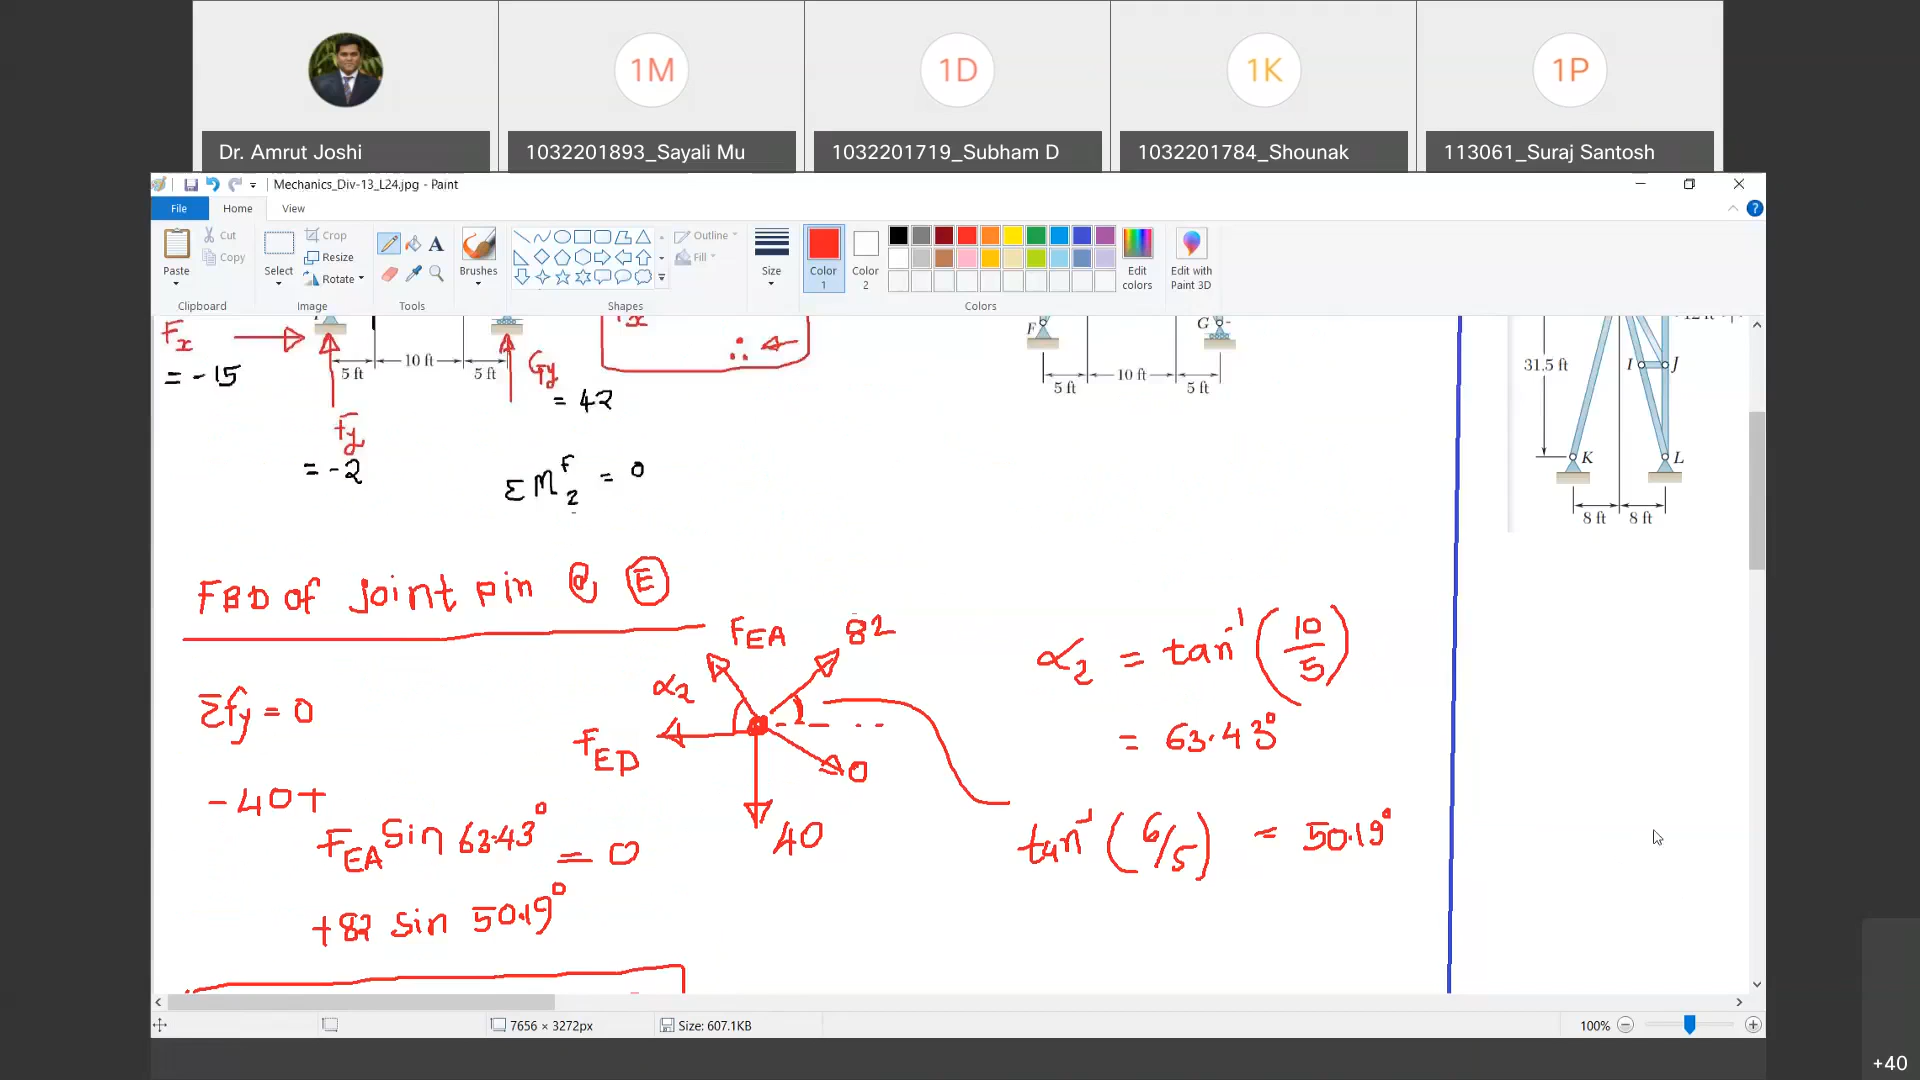 Dr. Amrut Joshi
1M
1032201893_Sayali Mu
1D
1032201719_Subham D
1K
1032201784_Shounak
1P
113061_Suraj Santosh
Mechanics_Div-13_L24.jpg - Paint
File Home View
Paste
Cut
Copy
Clipboard
Select
Crop
Resize
Rotate
Image
A
Tools
Brushes
Outline
Fill
Shapes
Size
Color 1
Color 2
Edit colors
Colors
Edit with Paint 3D
Fx
= -15
5 ft 10 ft 5 ft
Fy
= -2
Gy
= 42
ΣM F 2 = 0
F G
5 ft 10 ft 5 ft
12 ft
31.5 ft
I J
K L
8 ft 8 ft
FBD of joint pin @ E
Σfy = 0
-40+
FEA sin 63.43° = 0
+82 sin 50.19°
FEA 82
α2
FED
0
40
α2 = tan-1 (10/5)
= 63.43°
tan-1 (6/5) = 50.19°
7656 × 3272px
Size: 607.1KB
100%
+40